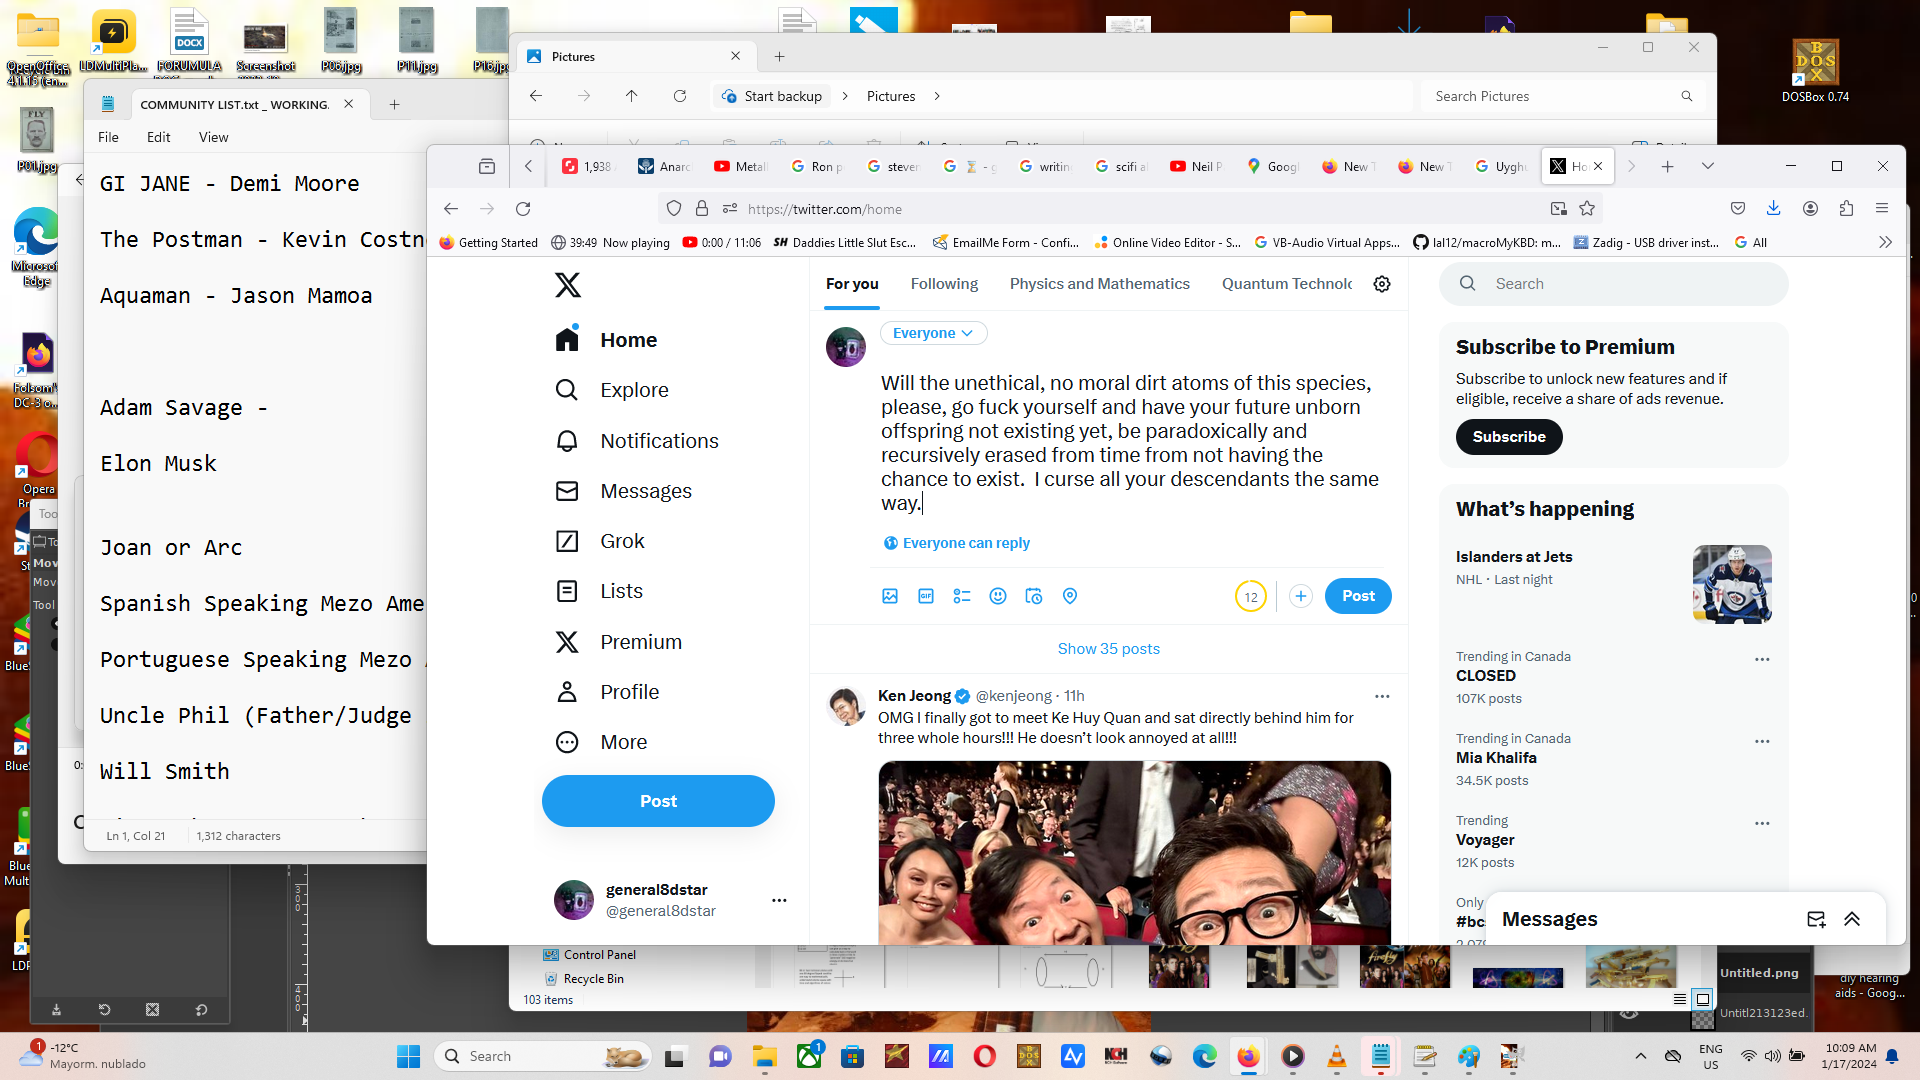 OpenOffice
4.1.15 (en...
LDMultiPla...
FORUMULA
Screenshot
P06.jpg
P11.jpg
P01.jpg
DOSBox 0.74
Microsoft
Edge
Opera
Pictures
Start backup
Pictures
Search Pictures
COMMUNITY LIST.txt _ WORKING.
File Edit View
GI JANE - Demi Moore
The Postman - Kevin Costn
Aquaman - Jason Mamoa
Adam Savage -
Elon Musk
Joan or Arc
Spanish Speaking Mezo Ame
Portuguese Speaking Mezo
Uncle Phil (Father/Judge
Will Smith
Ln 1, Col 21
1,312 characters
1,938
Anarc
Metall
Ron p
steven
writin
scifi a
Neil P
Googl
New T
New T
Uyghu
Ho
https://twitter.com/home
Getting Started
39:49 Now playing
0:00 / 11:06
Daddies Little Slut Esc...
EmailMe Form - Confi...
Online Video Editor - S...
VB-Audio Virtual Apps...
lal12/macroMyKBD: m...
Zadig - USB driver inst...
All
Home
Explore
Notifications
Messages
Grok
Lists
Premium
Profile
More
Post
general8dstar
@general8dstar
For you
Following
Physics and Mathematics
Quantum Technolo
Everyone
Will the unethical, no moral dirt atoms of this species,
please, go fuck yourself and have your future unborn
offspring not existing yet, be paradoxically and
recursively erased from time from not having the
chance to exist.  I curse all your descendants the same
way.
Everyone can reply
12
Post
Show 35 posts
Ken Jeong @kenjeong · 11h
OMG I finally got to meet Ke Huy Quan and sat directly behind him for
three whole hours!!! He doesn’t look annoyed at all!!!
Search
Subscribe to Premium
Subscribe to unlock new features and if
eligible, receive a share of ads revenue.
Subscribe
What’s happening
Islanders at Jets
NHL · Last night
Trending in Canada
CLOSED
107K posts
Trending in Canada
Mia Khalifa
34.5K posts
Trending
Voyager
12K posts
Only
Messages
Control Panel
Recycle Bin
103 items
Untitled.png
Untitl213123ed.
diy hearing
aids - Goog...
-12°C
Mayorm. nublado
Search
ENG
US
10:09 AM
1/17/2024